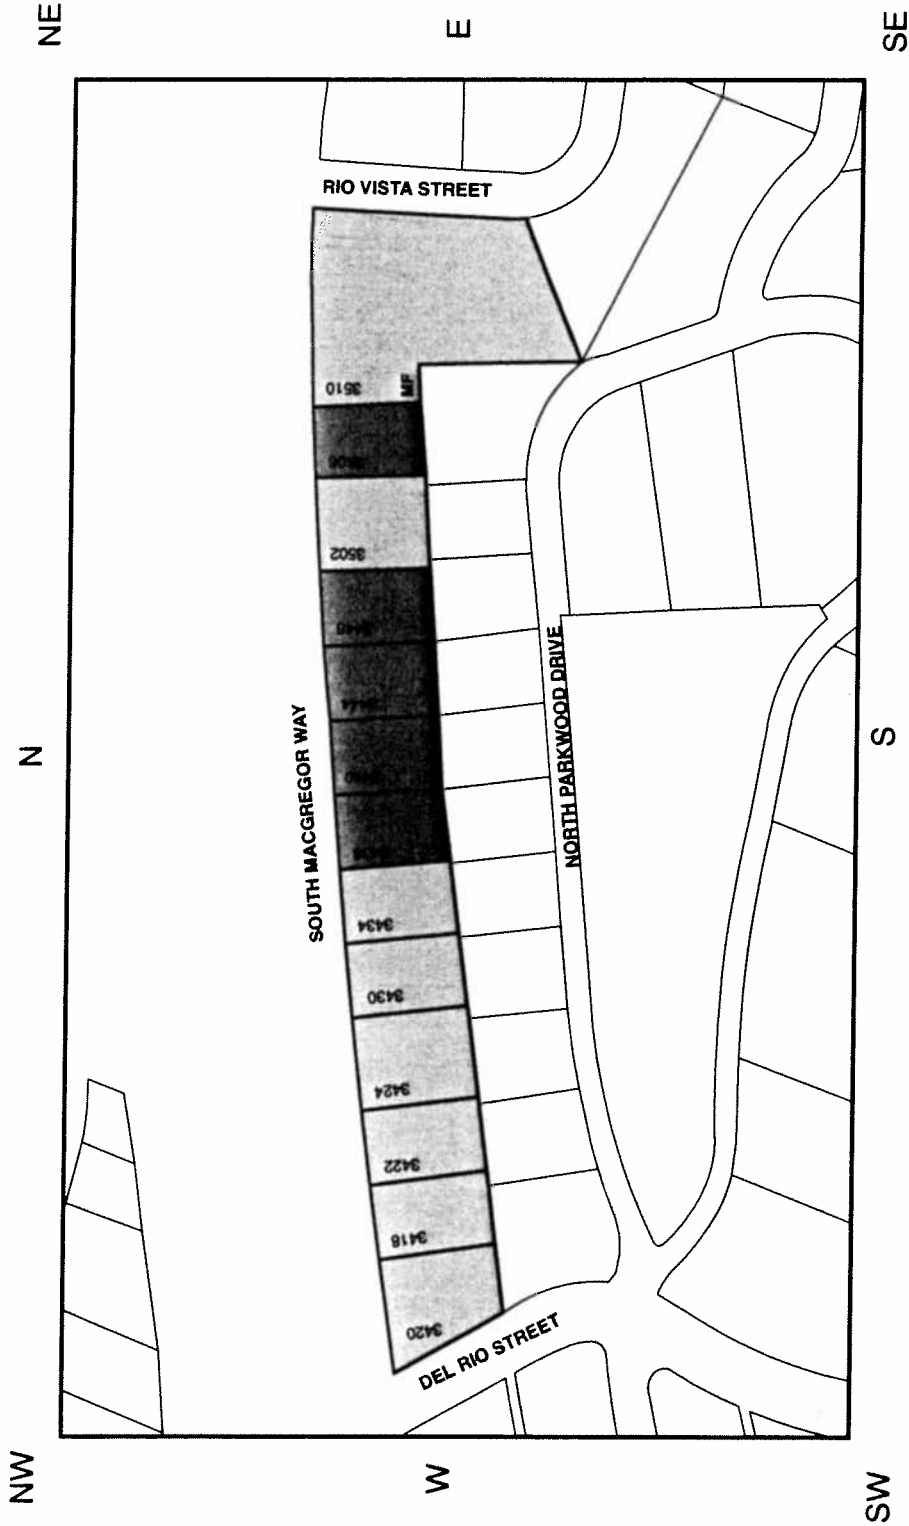 NE
E
SE
RIO VISTA STREET
3510
MF
3502
N
SOUTH MACGREGOR WAY
NORTH PARKWOOD DRIVE
S
3434
3430
3424
3422
3418
3420
DEL RIO STREET
NW
W
SW